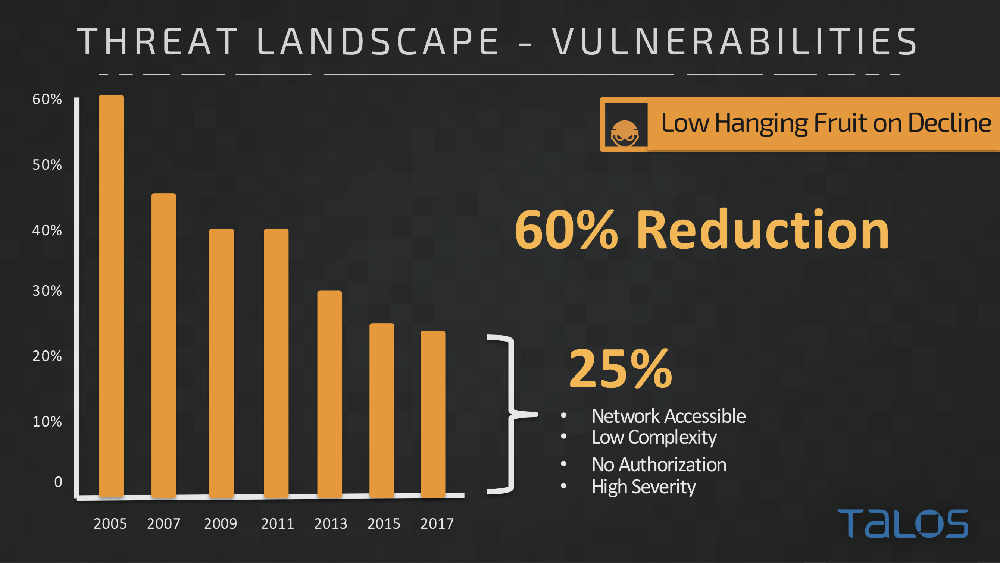 THREAT LANDSCAPE - VULNERABILITIES
60%
50%
40%
30%
20%
10%
0
2005 2007 2009 2011 2013 2015 2017
Low Hanging Fruit on Decline
60% Reduction
25%
• Network Accessible
• Low Complexity
• No Authorization
• High Severity
TALOS